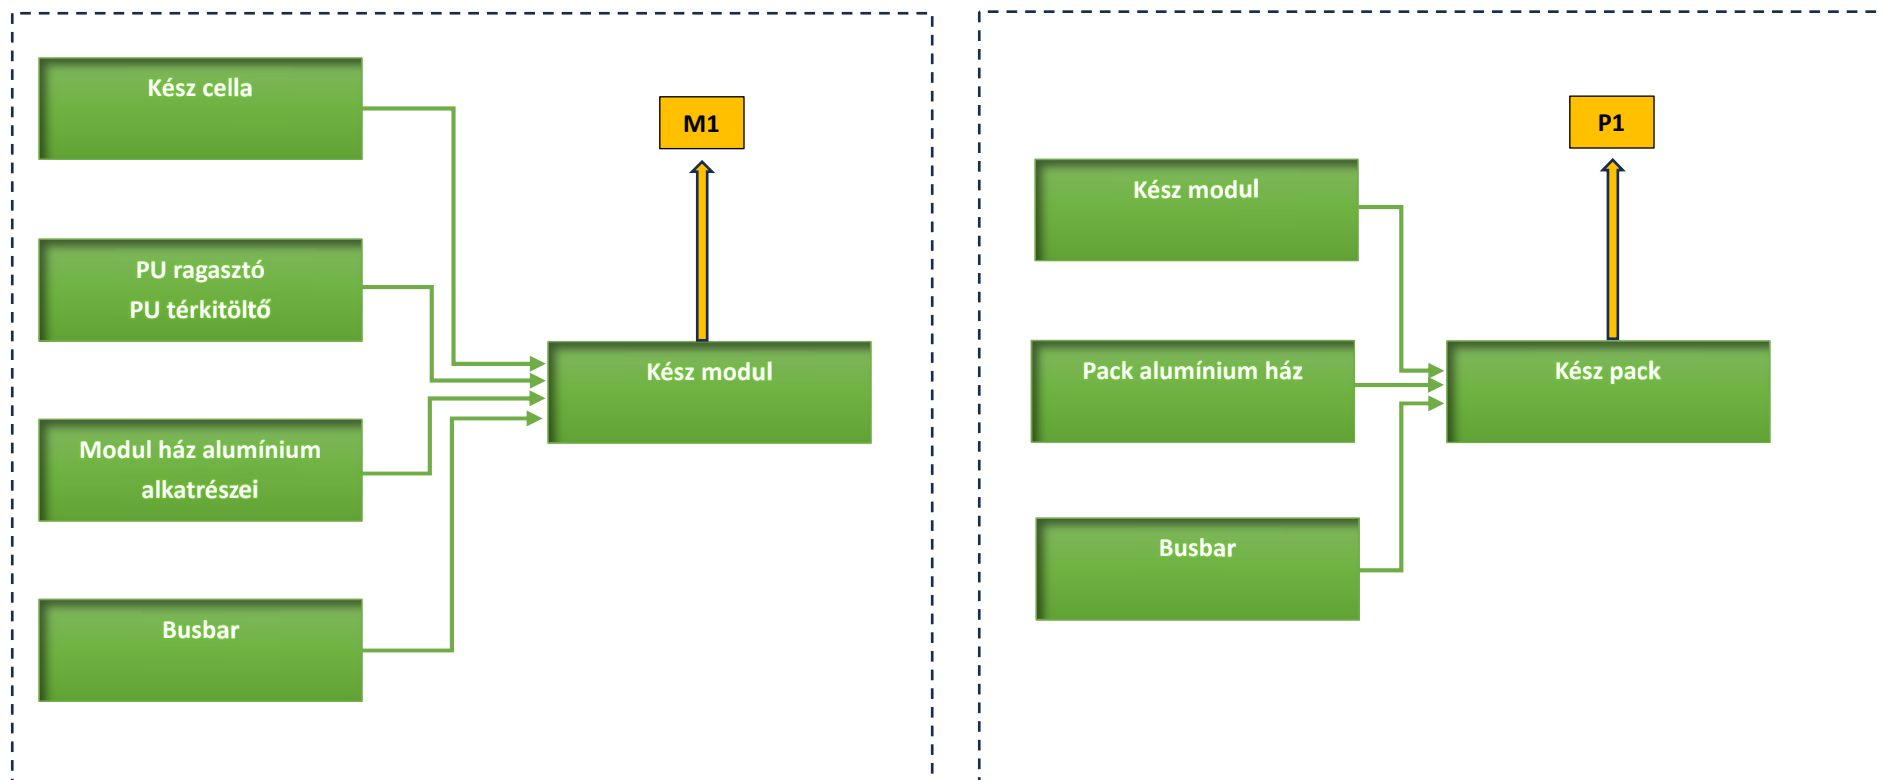 Kész cella
M1
PU ragasztó
PU térkitöltő
Kész modul
Modul ház alumínium
alkatrészei
Busbar
P1
Kész modul
Pack alumínium ház
Kész pack
Busbar